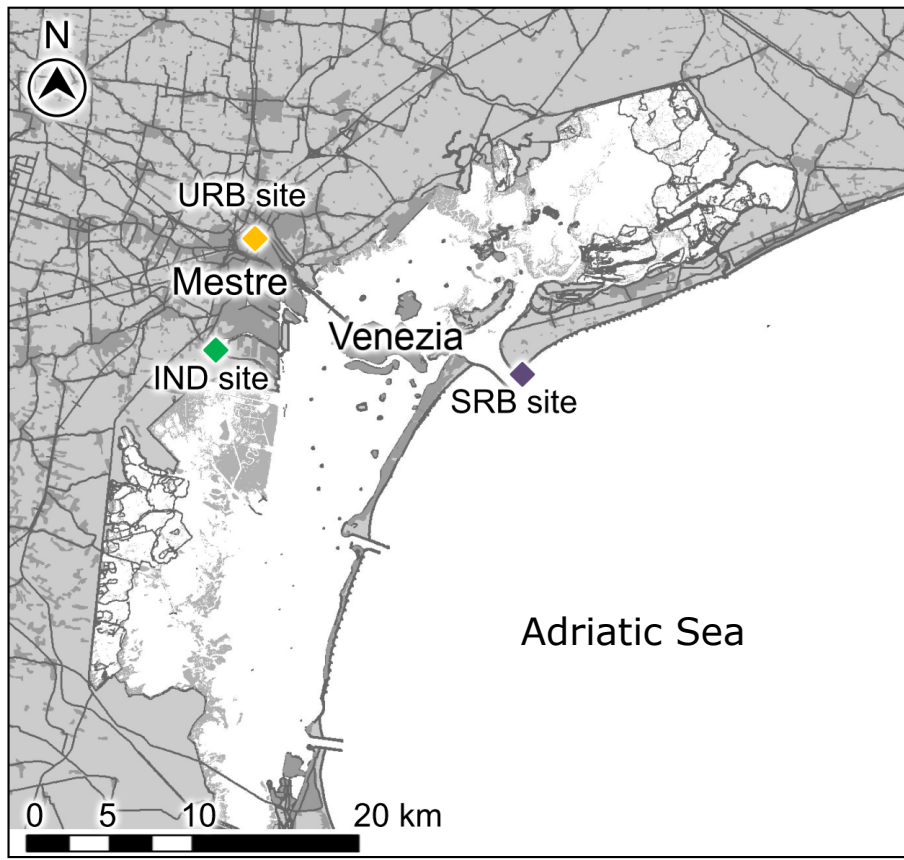 N
URB site
Mestre
Venezia
IND site
SRB site
Adriatic Sea
0 5 10 20 km